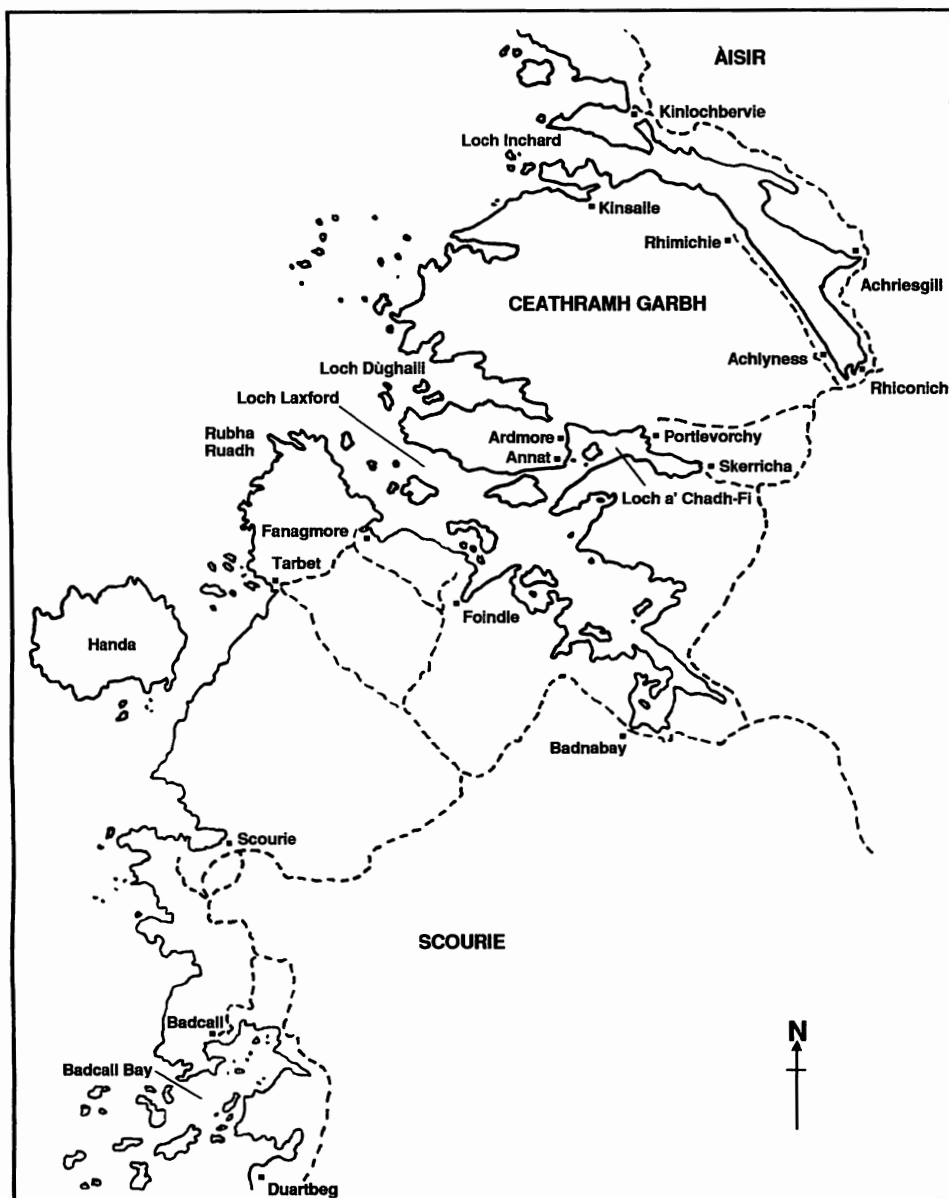 ÀISIR
Kinlochbervie
Loch Inchard
Kinsaile
Rhimichie
Achriesgill
CEATHRAMH GARBH
Achlyness
Loch Dùghaill
Rhiconich
Loch Laxford
Rubha
Ruadh
Ardmore
Portlevorchy
Annat
Skerricha
Loch a' Chadh-Fi
Fanagmore
Tarbet
Foindle
Handa
Badnabay
Scourie
SCOURIE
Badcall
N
Badcall Bay
Duartbeg